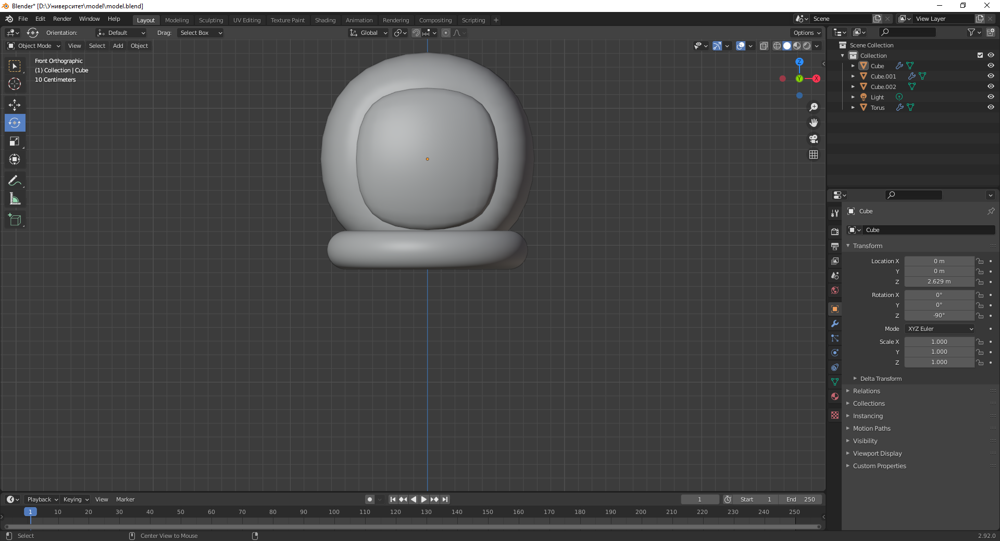 Blender* [D:\Университет\model\model.blend]
File Edit Render Window Help Layout Modeling Sculpting UV Editing Texture Paint Shading Animation Rendering Compositing Scripting + Scene View Layer
Orientation: Default Drag: Select Box Global Options
Object Mode View Select Add Object
Front Orthographic
(1) Collection | Cube
10 Centimeters
Z
Y
X
Scene Collection
Collection
Cube
Cube.001
Cube.002
Light
Torus
Cube
Cube
Transform
Location X 0 m
Y 0 m
Z 2.629 m
Rotation X 0°
Y 0°
Z -90°
Mode XYZ Euler
Scale X 1.000
Y 1.000
Z 1.000
Delta Transform
Relations
Collections
Instancing
Motion Paths
Visibility
Viewport Display
Custom Properties
Playback Keying View Marker 1 Start 1 End 250
1 10 20 30 40 50 60 70 80 90 100 110 120 130 140 150 160 170 180 190 200 210 220 230 240 250
Select Center View to Mouse 2.92.0